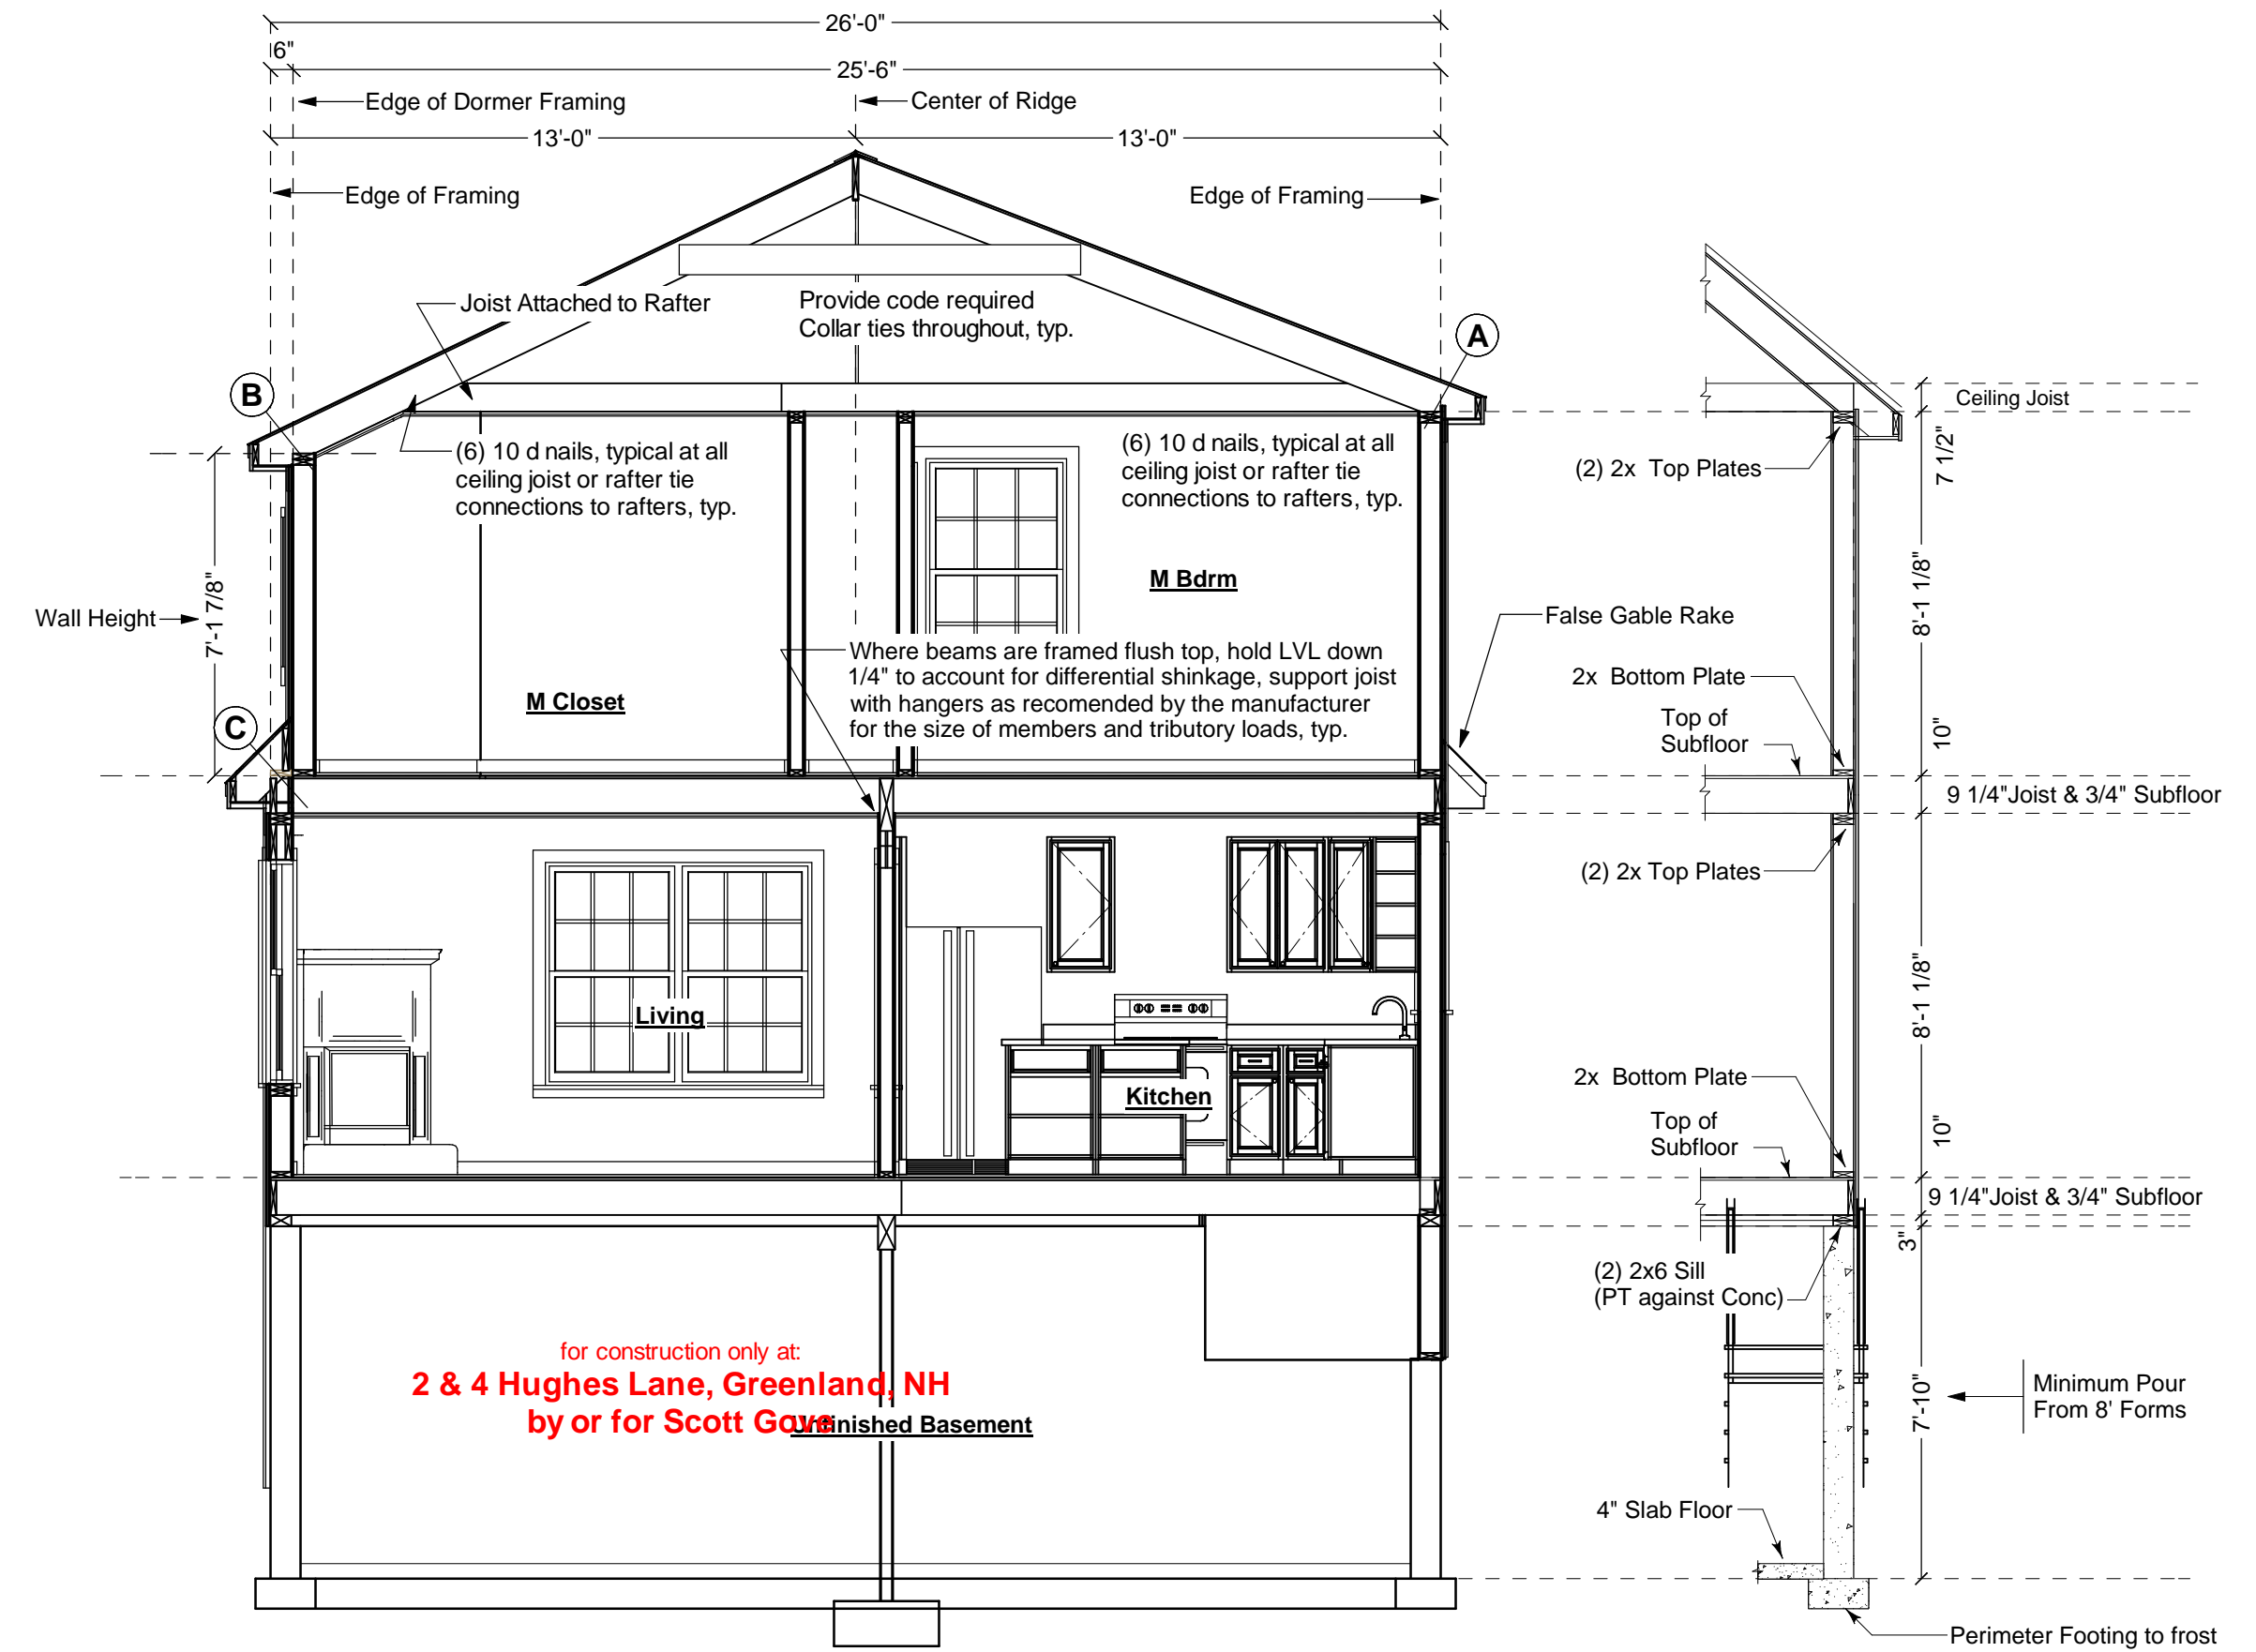 26'-0"
6"
25'-6"
Edge of Dormer Framing
Center of Ridge
13'-0"
13'-0"
Edge of Framing
Edge of Framing
Joist Attached to Rafter
Provide code required
Collar ties throughout, typ.
A
B
Ceiling Joist
(6) 10 d nails, typical at all
ceiling joist or rafter tie
connections to rafters, typ.
(6) 10 d nails, typical at all
ceiling joist or rafter tie
connections to rafters, typ.
(2) 2x Top Plates
7 1/2"
M Bdrm
Wall Height
7'-1 7/8"
False Gable Rake
8'-1 1/8"
Where beams are framed flush top, hold LVL down
1/4" to account for differential shinkage, support joist
with hangers as recomended by the manufacturer
for the size of members and tributory loads, typ.
M Closet
2x Bottom Plate
C
Top of
Subfloor
10"
9 1/4"Joist & 3/4" Subfloor
(2) 2x Top Plates
Living
8'-1 1/8"
Kitchen
2x Bottom Plate
Top of
Subfloor
10"
9 1/4"Joist & 3/4" Subfloor
3"
(2) 2x6 Sill
(PT against Conc)
for construction only at:
2 & 4 Hughes Lane, Greenland, NH
by or for Scott Gove
Unfinished Basement
7'-10"
Minimum Pour
From 8' Forms
4" Slab Floor
Perimeter Footing to frost